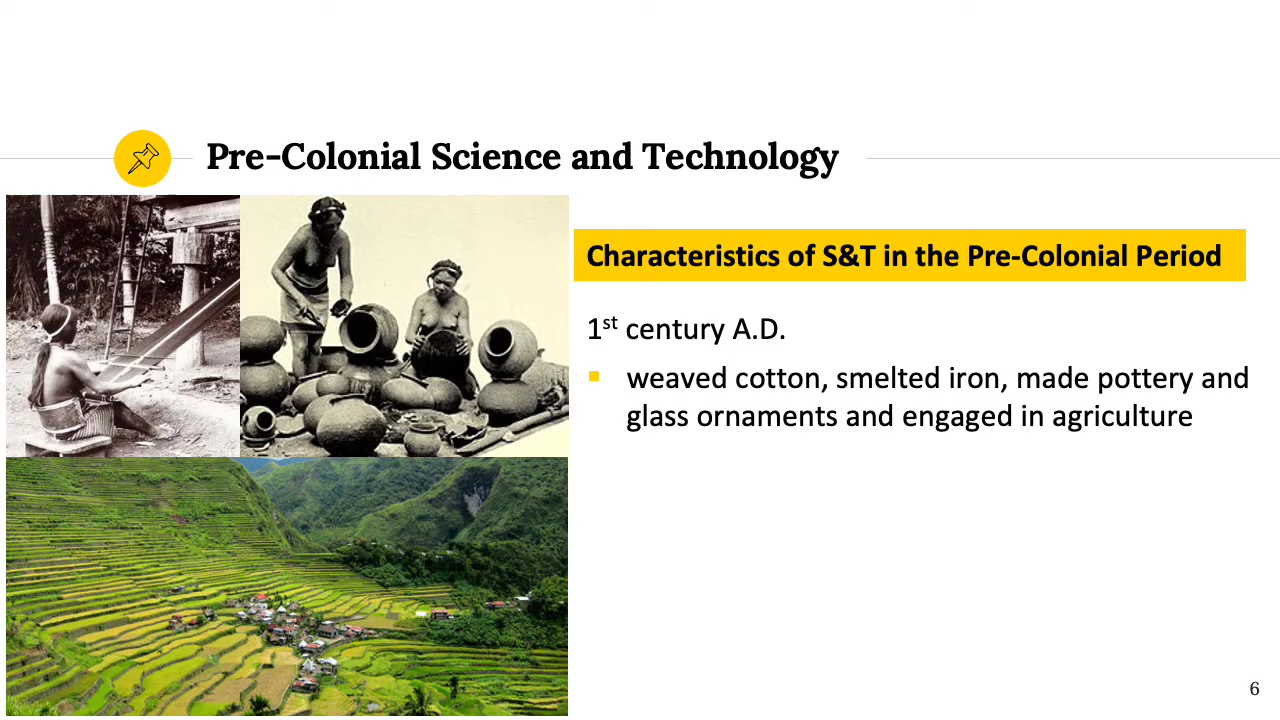 Pre-Colonial Science and Technology
Characteristics of S&T in the Pre-Colonial Period
1st century A.D.
▪ weaved cotton, smelted iron, made pottery and
glass ornaments and engaged in agriculture
6